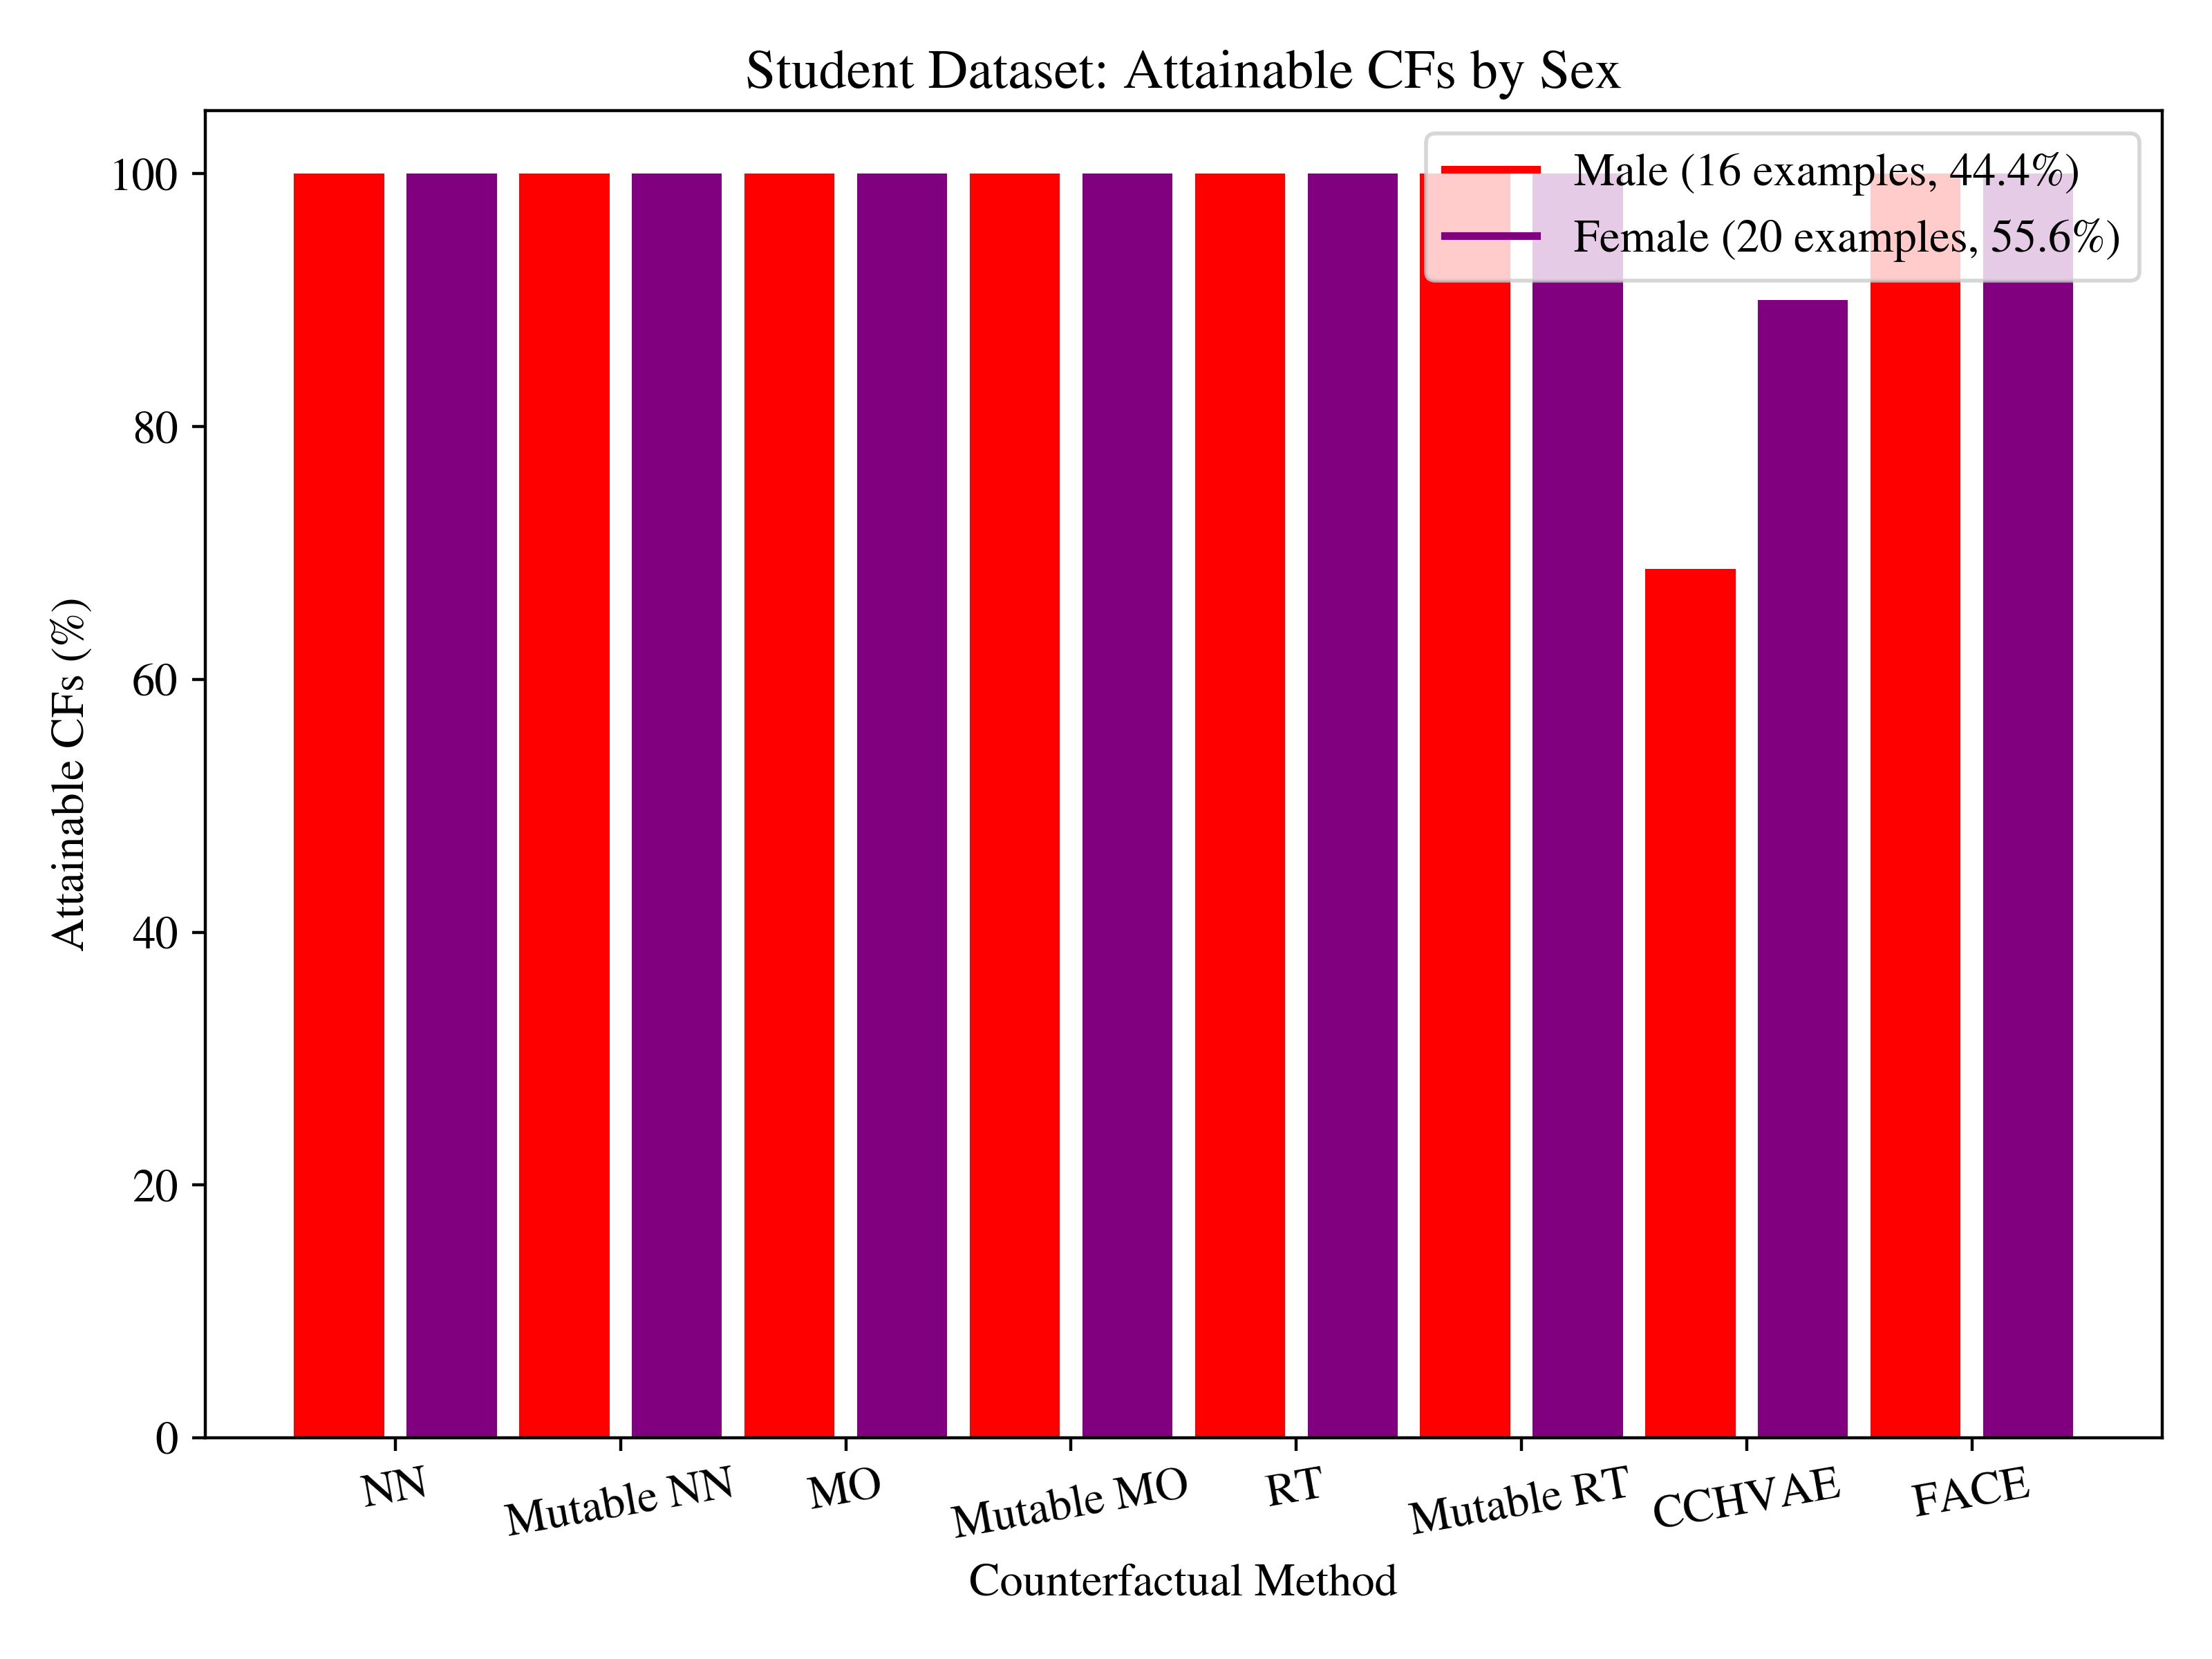 Student Dataset: Attainable CFs by Sex
Male (16 examples, 44.4%)
Female (20 examples, 55.6%)
100
80
60
40
20
0
Attainable CFs (%)
NN
Mutable NN
MO
Mutable MO
RT
Mutable RT
CCHVAE
FACE
Counterfactual Method